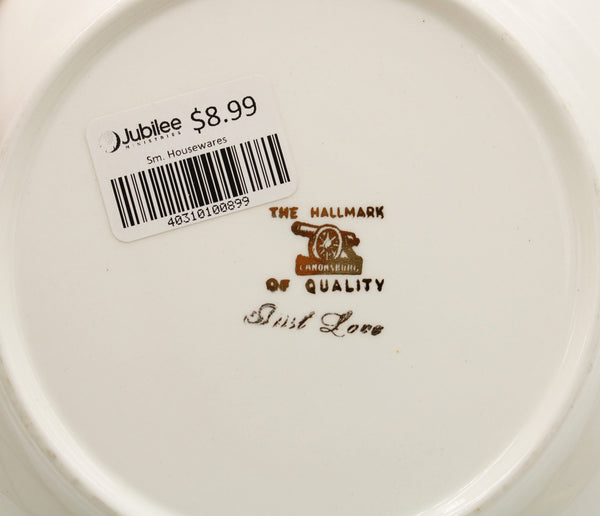 Jubilee $8.99
MINISTRIES
Sm. Housewares
40310100899
THE HALLMARK
CANONSBURG
OF QUALITY
First Love